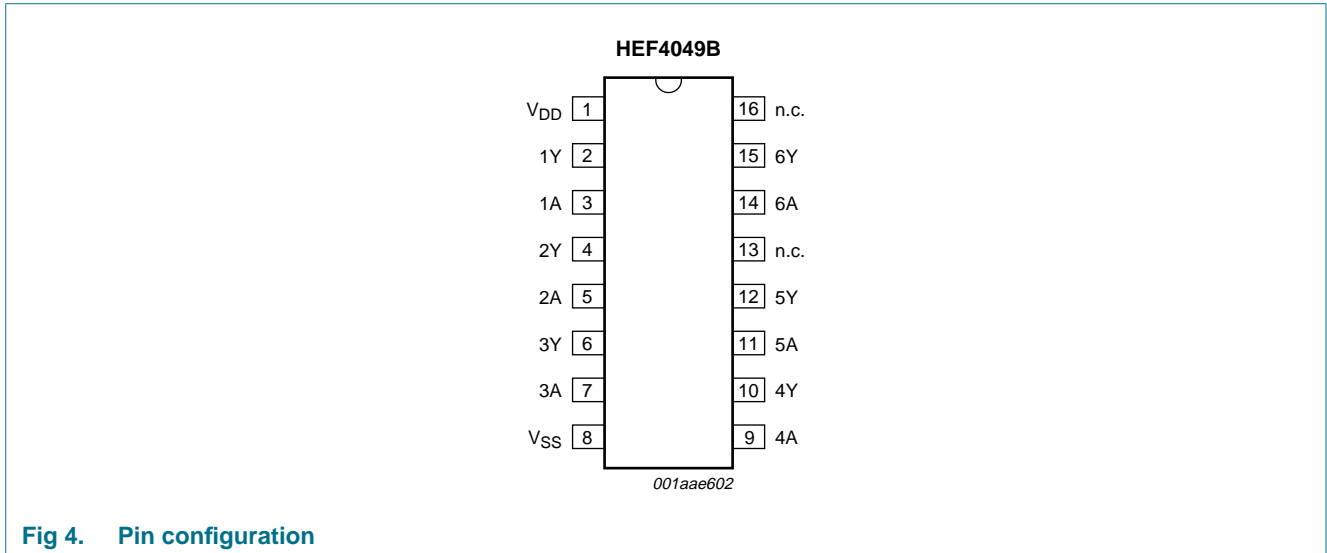 HEF4049B
VDD 1 16 n.c.
1Y 2 15 6Y
1A 3 14 6A
2Y 4 13 n.c.
2A 5 12 5Y
3Y 6 11 5A
3A 7 10 4Y
VSS 8 9 4A
001aae602
Fig 4. Pin configuration